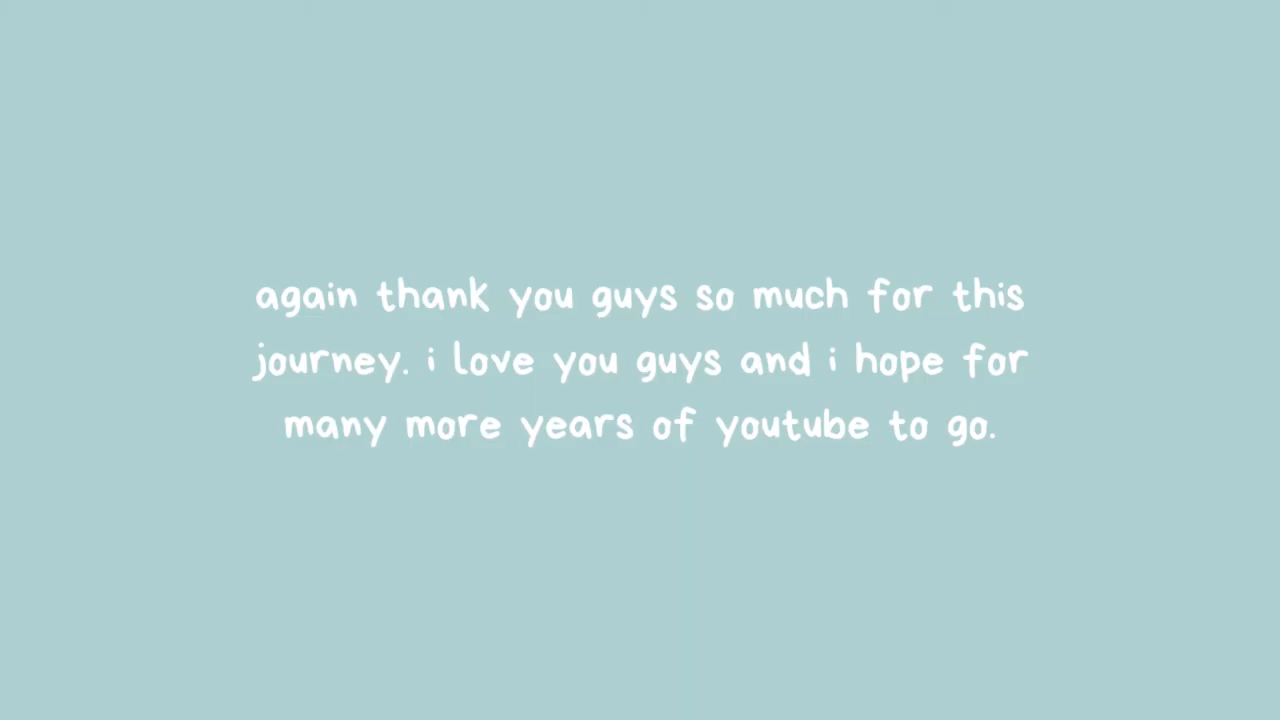 again thank you guys so much for this
journey. i love you guys and i hope for
many more years of youtube to go.